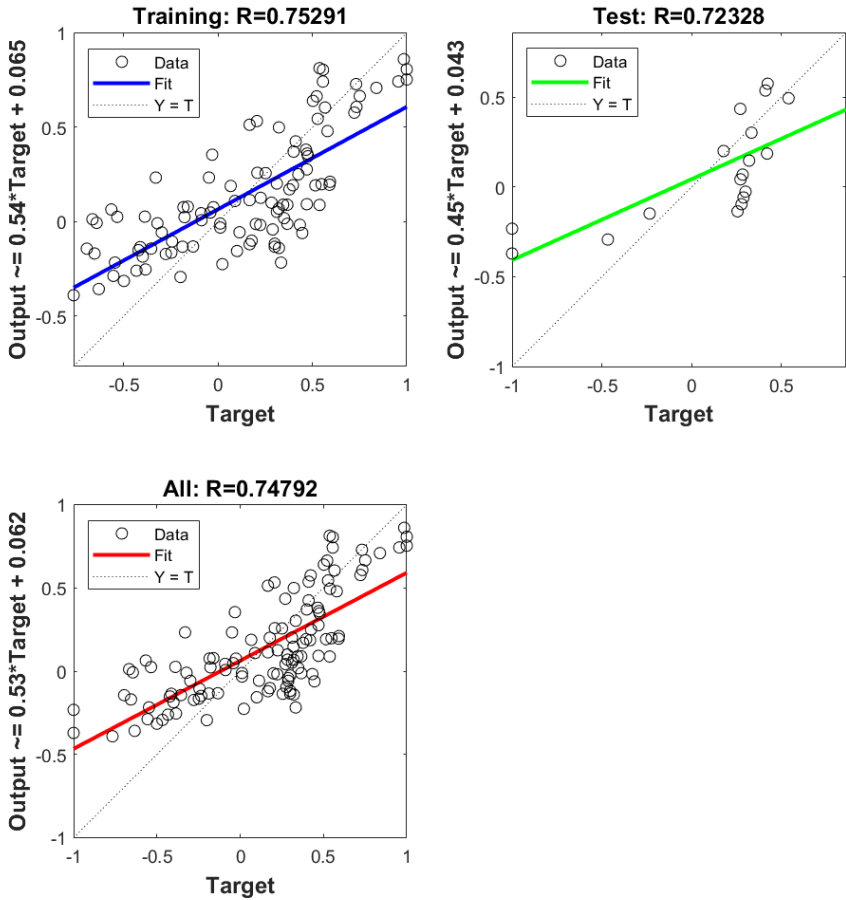 Training: R=0.75291
Output ~= 0.54*Target + 0.065
1
0.5
0
-0.5
Data
Fit
Y = T
-0.5
0
0.5
1
Target
Test: R=0.72328
Output ~= 0.45*Target + 0.043
0.5
0
-0.5
-1
Data
Fit
Y = T
-1
-0.5
0
0.5
Target
All: R=0.74792
Output ~= 0.53*Target + 0.062
1
0.5
0
-0.5
-1
Data
Fit
Y = T
-1
-0.5
0
0.5
1
Target